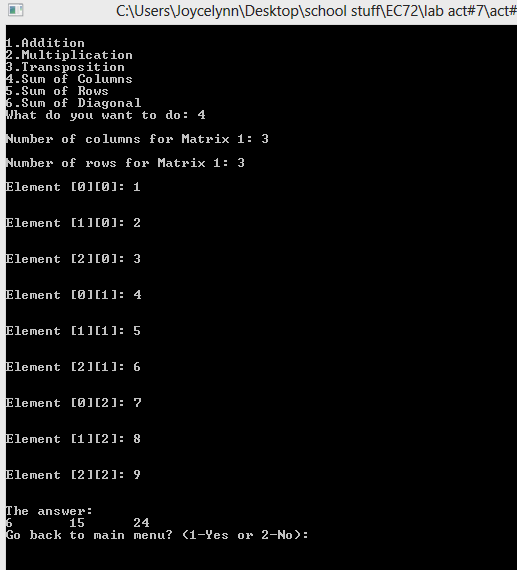 C:\Users\Joycelynn\Desktop\school stuff\EC72\lab act#7\act#
1.Addition
2.Multiplication
3.Transposition
4.Sum of Columns
5.Sum of Rows
6.Sum of Diagonal
What do you want to do: 4
Number of columns for Matrix 1: 3
Number of rows for Matrix 1: 3
Element [0][0]: 1
Element [1][0]: 2
Element [2][0]: 3
Element [0][1]: 4
Element [1][1]: 5
Element [2][1]: 6
Element [0][2]: 7
Element [1][2]: 8
Element [2][2]: 9
The answer:
6 15 24
Go back to main menu? (1-Yes or 2-No):